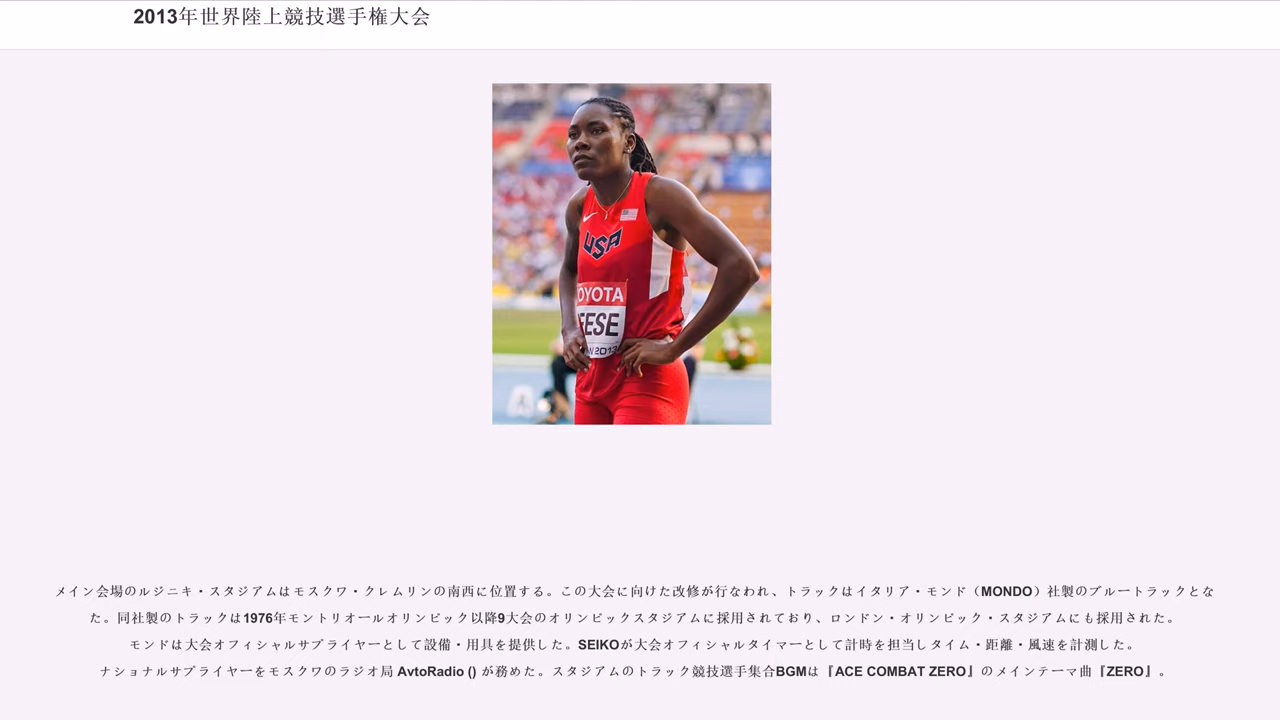 2013年世界陸上競技選手権大会
USA
TOYOTA
EESE
W2013
メイン会場のルジニキ・スタジアムはモスクワ・クレムリンの南西に位置する。この大会に向けた改修が行なわれ、トラックはイタリア・モンド（MONDO）社製のブルートラックとな
た。同社製のトラックは1976年モントリオールオリンピック以降9大会のオリンピックスタジアムに採用されており、ロンドン・オリンピック・スタジアムにも採用された。
モンドは大会オフィシャルサプライヤーとして設備・用具を提供した。SEIKOが大会オフィシャルタイマーとして計時を担当しタイム・距離・風速を計測した。
ナショナルサプライヤーをモスクワのラジオ局 AvtoRadio () が務めた。スタジアムのトラック競技選手集合BGMは『ACE COMBAT ZERO』のメインテーマ曲『ZERO』。